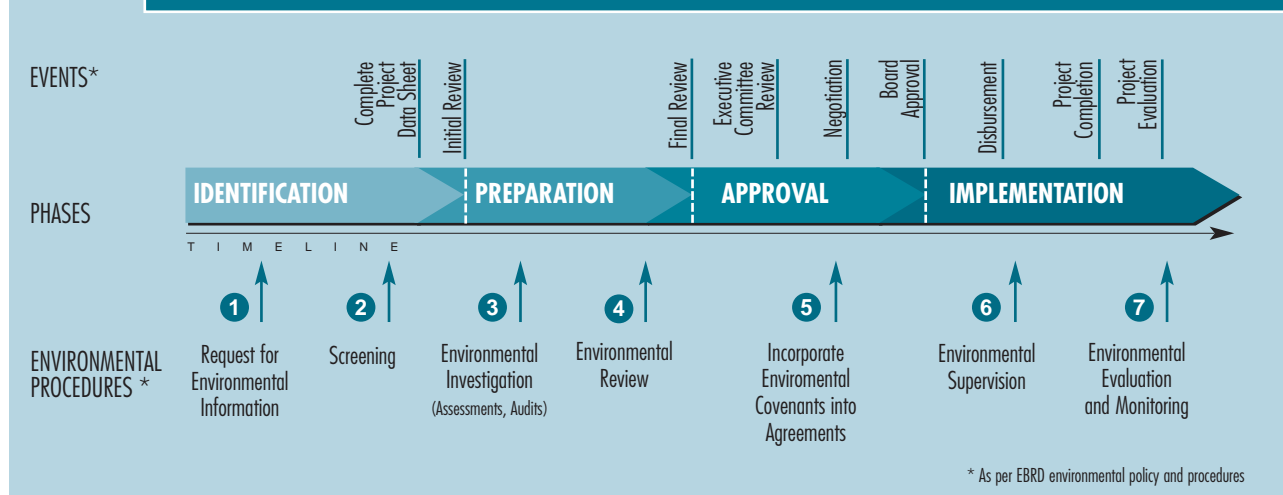 EVENTS*
Complete
Project
Data Sheet
Initial Review
Final Review
Executive
Committee
Review
Negotiation
Board
Approval
Disbursement
Project
Completion
Project
Evaluation
PHASES
IDENTIFICATION
PREPARATION
APPROVAL
IMPLEMENTATION
TIMELINE
ENVIRONMENTAL
PROCEDURES *
1
Request for
Environmental
Information
2
Screening
3
Environmental
Investigation
(Assessments, Audits)
4
Environmental
Review
5
Incorporate
Enviromental
Covenants into
Agreements
6
Environmental
Supervision
7
Environmental
Evaluation
and Monitoring
* As per EBRD environmental policy and procedures